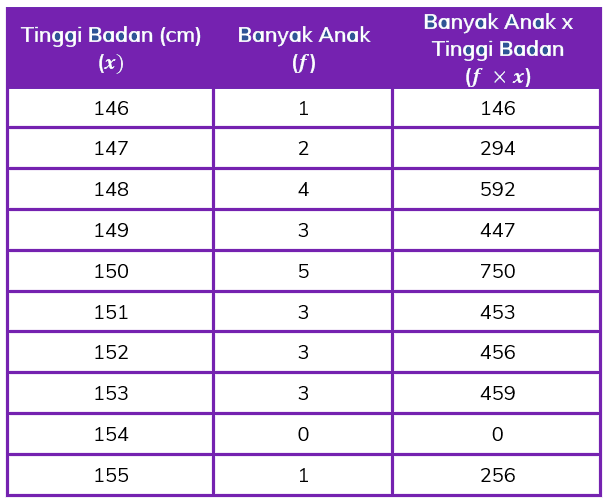 Tinggi Badan (cm) (x) Banyak Anak (f) Banyak Anak x Tinggi Badan (f × x)
146 1 146
147 2 294
148 4 592
149 3 447
150 5 750
151 3 453
152 3 456
153 3 459
154 0 0
155 1 256